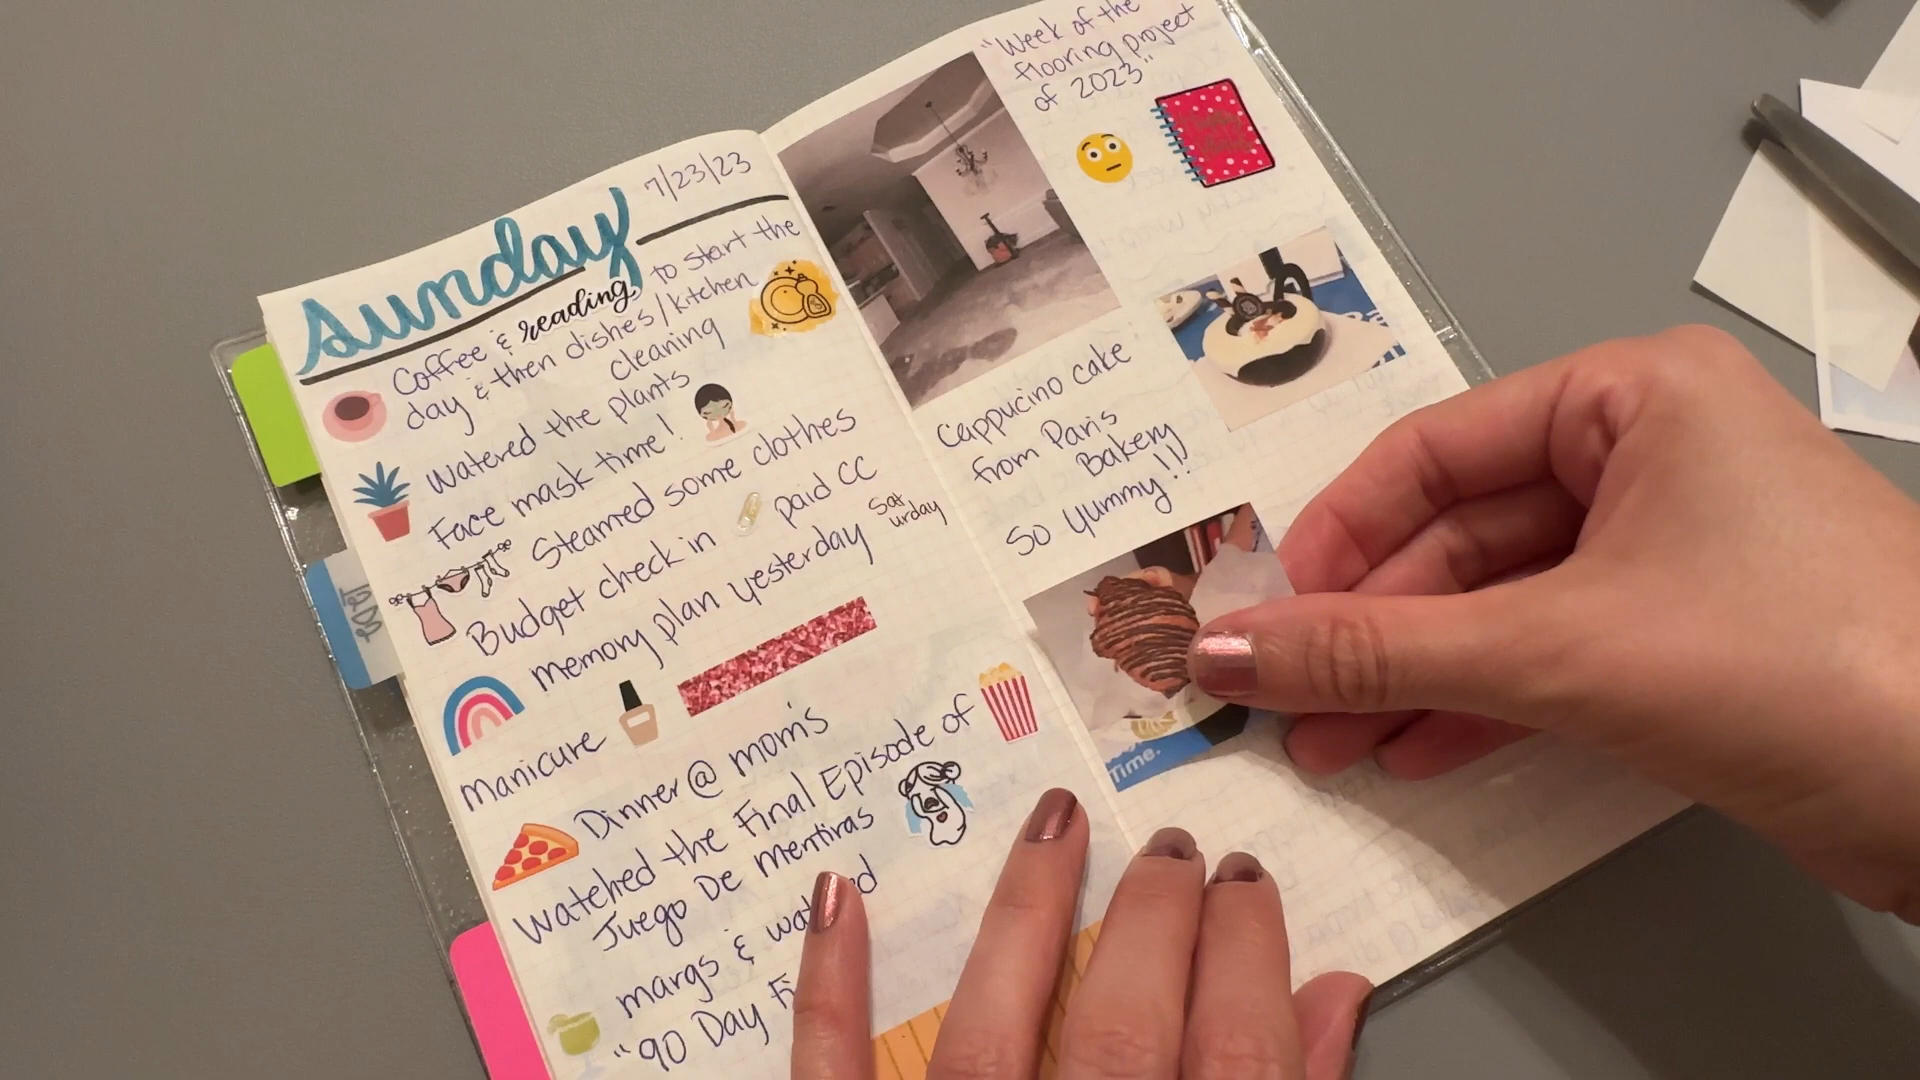 Sunday 7/23/23
Coffee & reading to start the
day & then dishes/kitchen
cleaning
Watered the plants
Face mask time!
Steamed some clothes
Budget check in paid CC
memory plan yesterday Sat
urday
manicure
Dinner @ mom's
Watched the Final Episode of
Juego De Mentiras
margs &
"90 Day
"Week of the
flooring project
of 2023"
Cappucino cake
from Paris
Bakery
So yummy!!
Time.